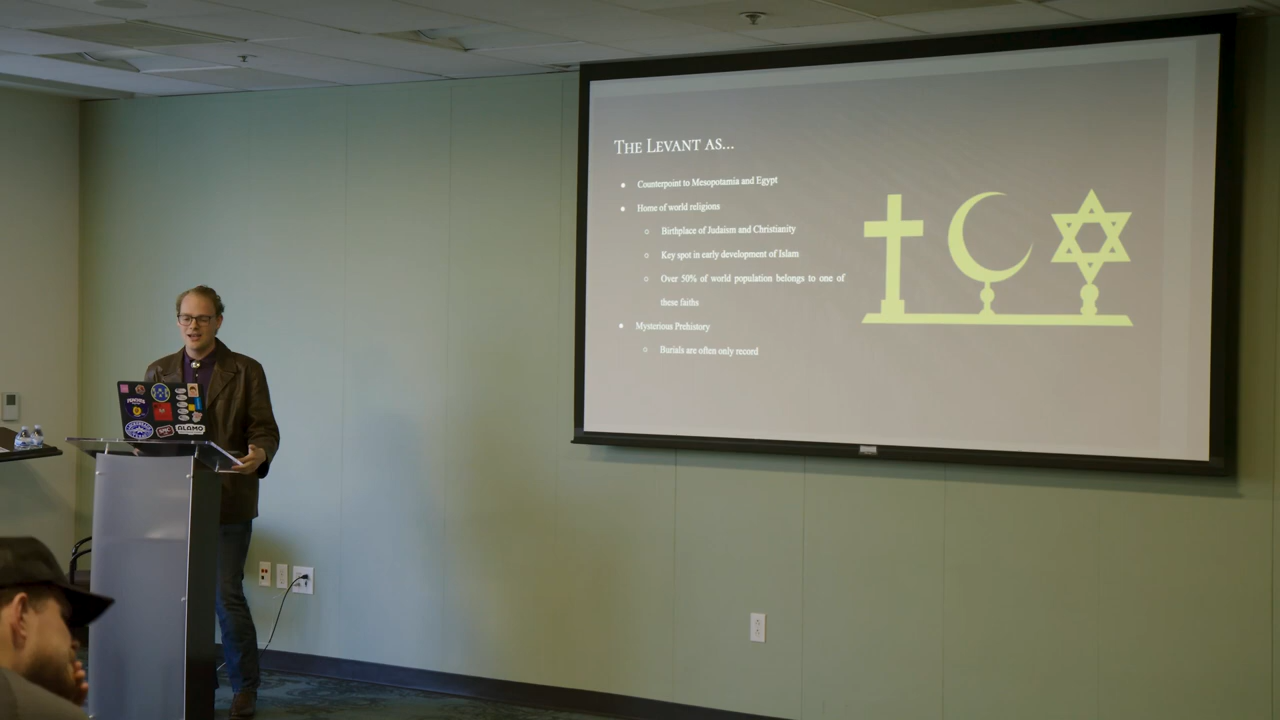 The Levant as...
Counterpoint to Mesopotamia and Egypt
Home of world religions
Birthplace of Judaism and Christianity
Key spot in early development of Islam
Over 50% of world population belongs to one of
these faiths
Mysterious Prehistory
Burials are often only record
ALAMO